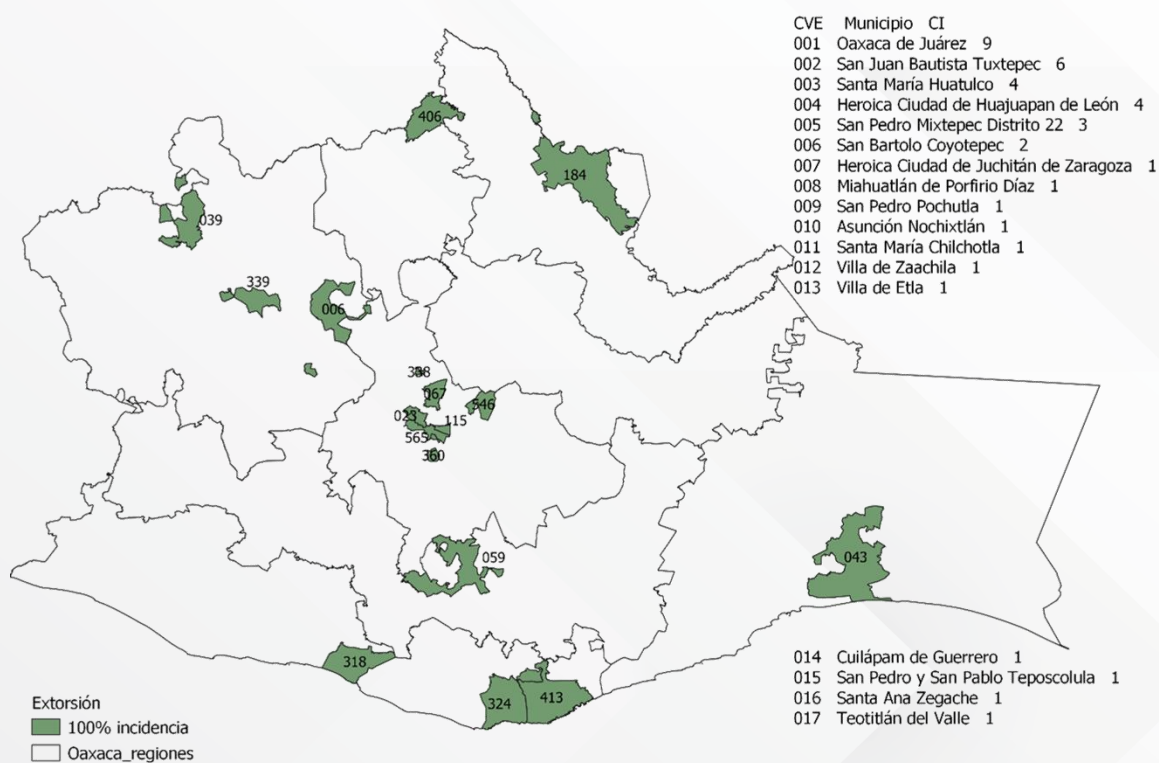 CVE Municipio CI
001 Oaxaca de Juárez 9
002 San Juan Bautista Tuxtepec 6
003 Santa María Huatulco 4
004 Heroica Ciudad de Huajuapan de León 4
005 San Pedro Mixtepec Distrito 22 3
006 San Bartolo Coyotepec 2
007 Heroica Ciudad de Juchitán de Zaragoza 1
008 Miahuatlán de Porfirio Díaz 1
009 San Pedro Pochutla 1
010 Asunción Nochixtlán 1
011 Santa María Chilchotla 1
012 Villa de Zaachila 1
013 Villa de Etla 1
406
184
039
339
006
067
546
023
115
565
360
059
043
318
324
413
014 Cuilápam de Guerrero 1
015 San Pedro y San Pablo Teposcolula 1
016 Santa Ana Zegache 1
017 Teotitlán del Valle 1
Extorsión
100% incidencia
Oaxaca_regiones